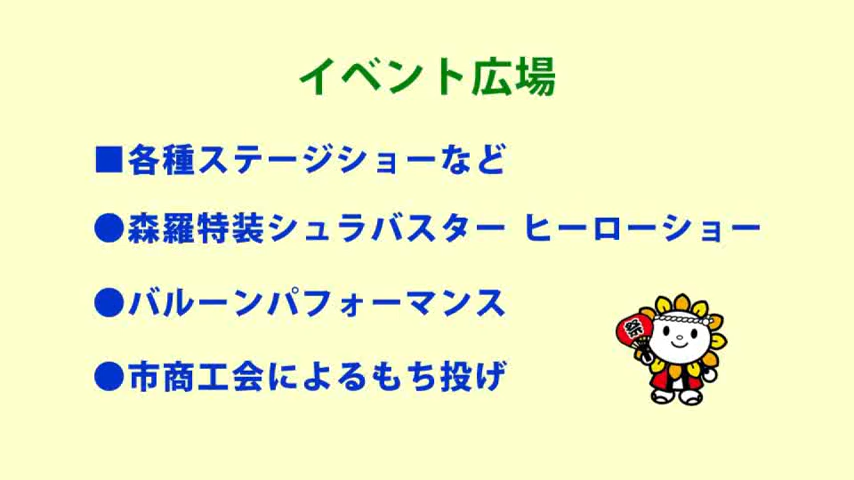 イベント広場
■各種ステージショーなど
●森羅特装シュラバスター ヒーローショー
●バルーンパフォーマンス
祭
●市商工会によるもち投げ